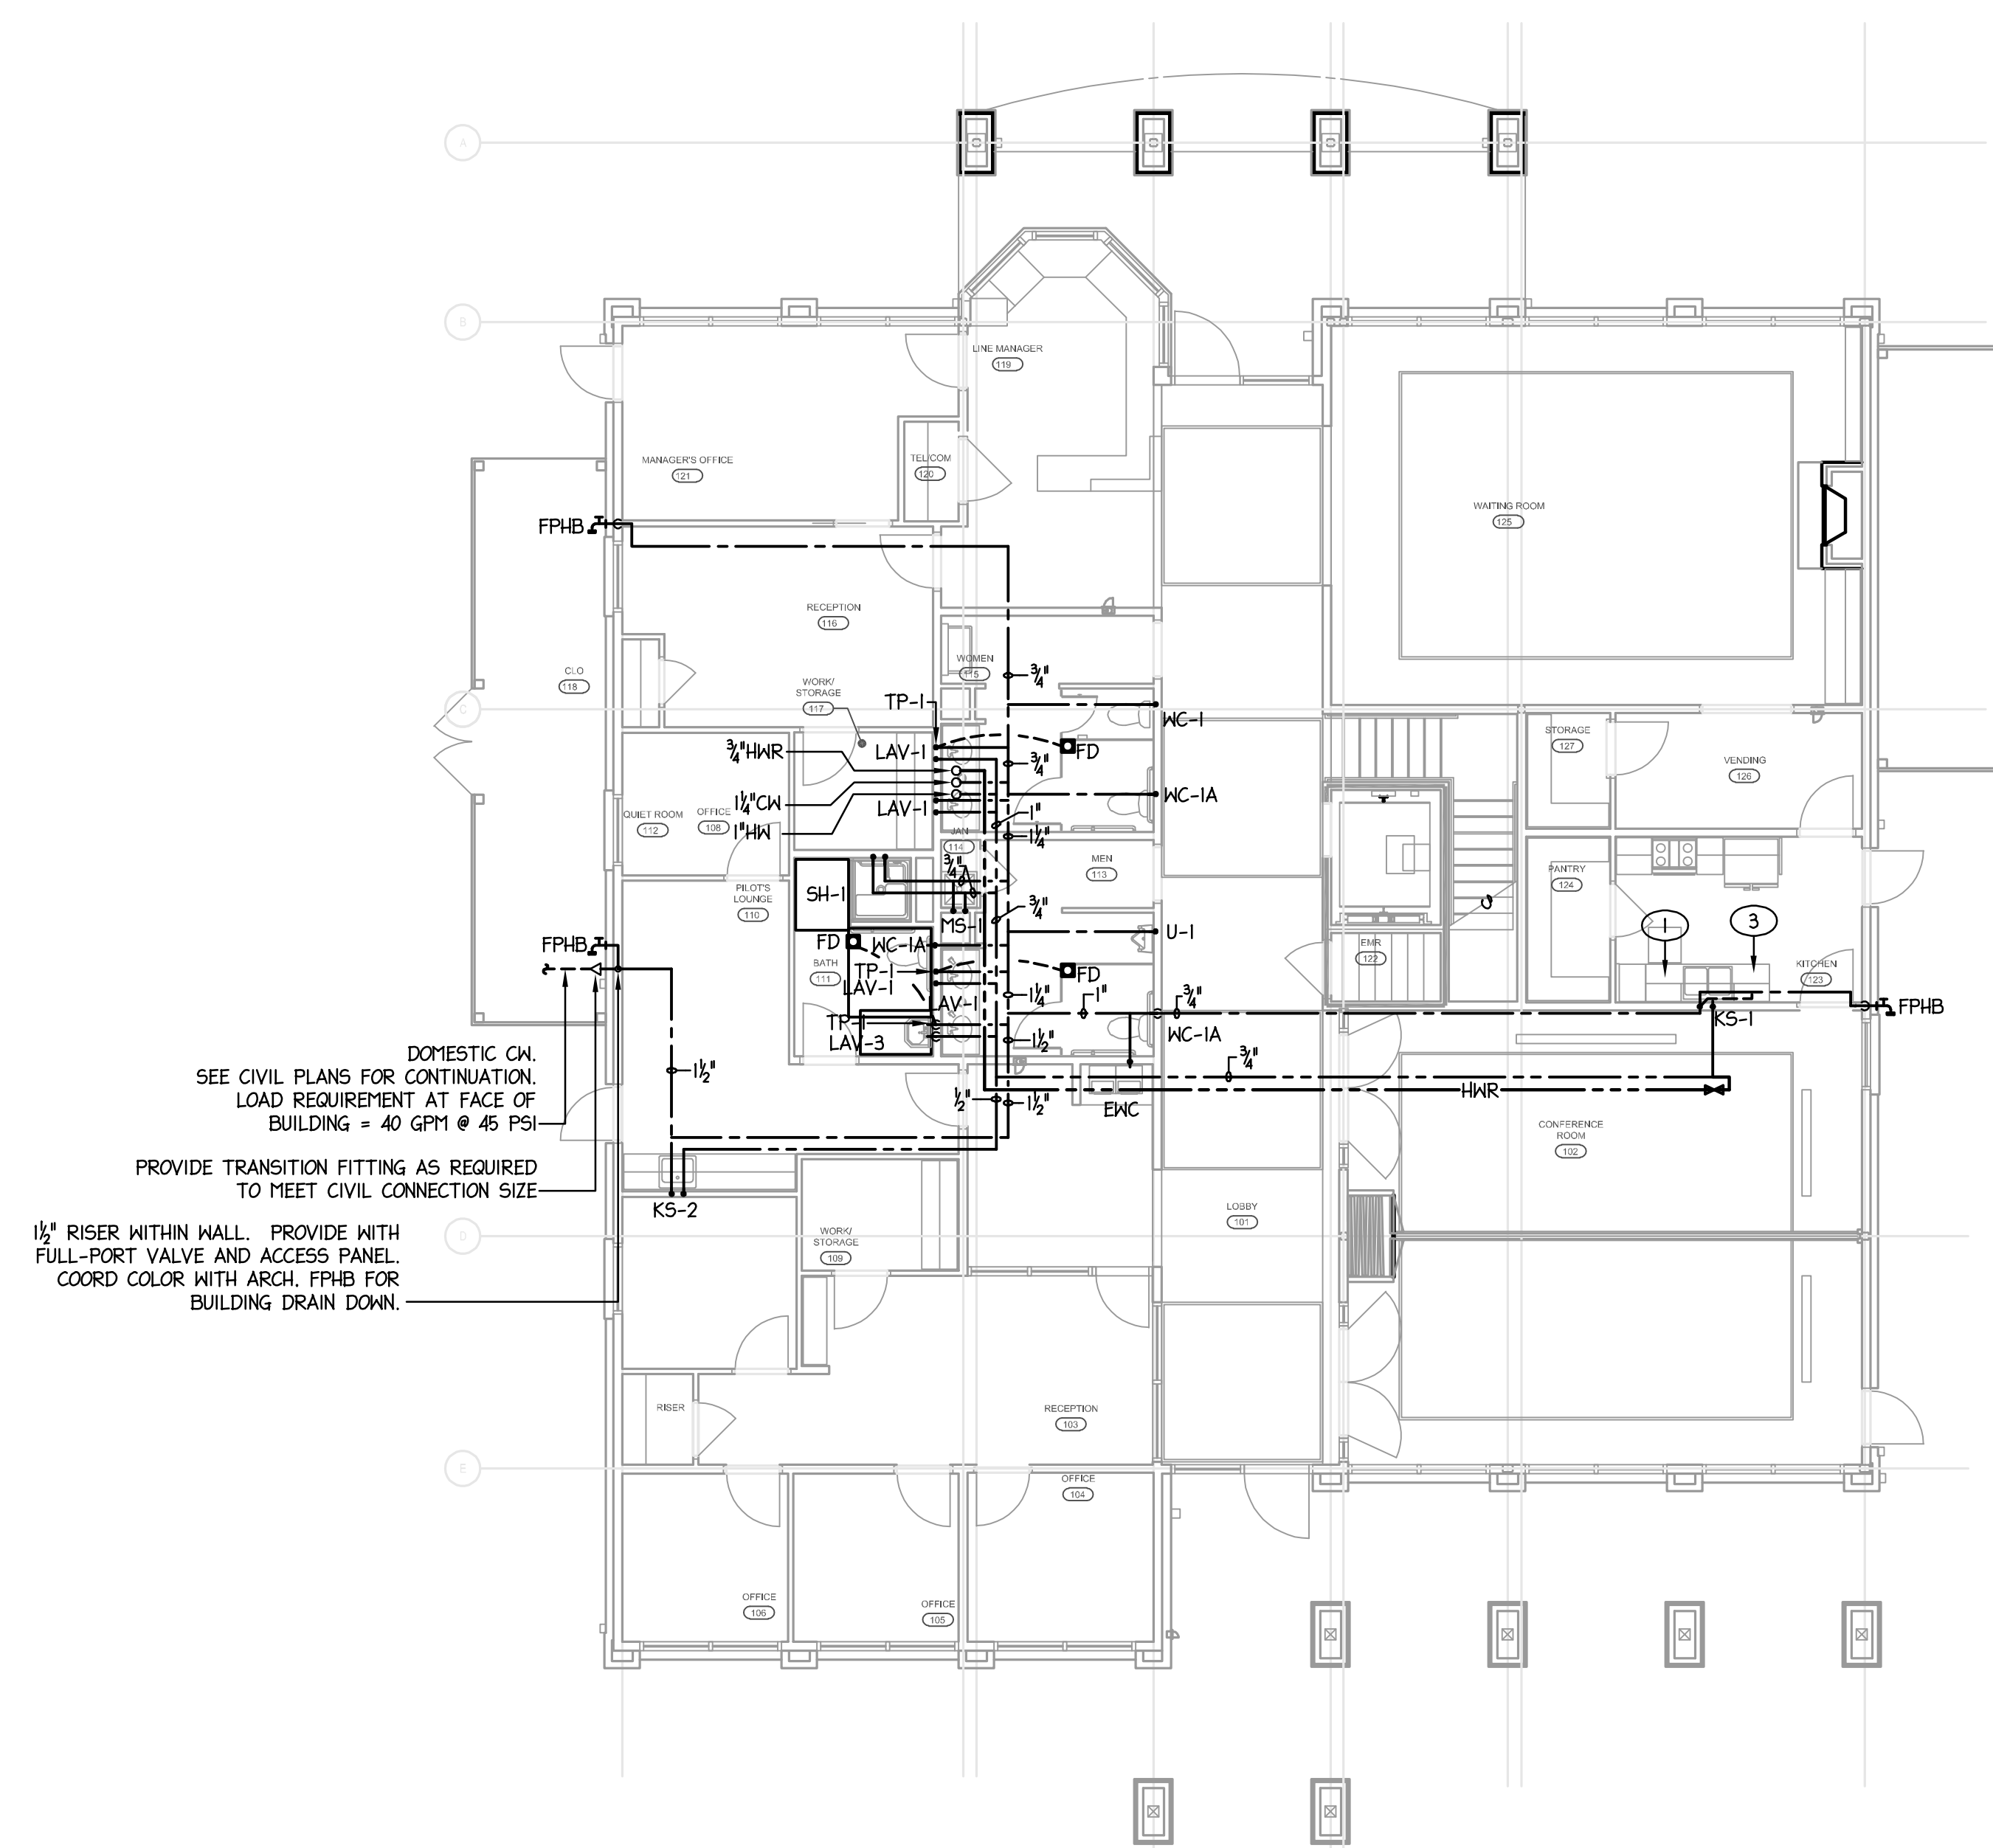 A
B
LINE MANAGER
119
MANAGER'S OFFICE
121
TEL/COM
120
WAITING ROOM
125
FPHB
RECEPTION
116
WOMEN
115
3/4"
CLO
118
WORK/
STORAGE
117
TP-1
C
WC-1
STORAGE
127
3/4"HWR
LAV-1
FD
3/4"
VENDING
126
1 1/4"CW
WC-1A
QUIET ROOM
112
OFFICE
108
1"HW
LAV-1
1"
1 1/4"
JAN
114
MEN
113
3/4"
PANTRY
124
PILOT'S
LOUNGE
110
SH-1
MS-1
3/4"
1
3
FPHB
FD
WC-1A
U-1
EMR
122
BATH
111
TP-1
FD
KITCHEN
123
LAV-1
LAV-1
1 1/4"
1"
3/4"
FPHB
TP-1
LAV-3
1 1/2"
WC-1A
KS-1
DOMESTIC CW.
SEE CIVIL PLANS FOR CONTINUATION.
LOAD REQUIREMENT AT FACE OF
BUILDING = 40 GPM @ 45 PSI
1 1/2"
3/4"
HWR
1/2"
1 1/2"
EWC
CONFERENCE
ROOM
102
PROVIDE TRANSITION FITTING AS REQUIRED
TO MEET CIVIL CONNECTION SIZE
KS-2
LOBBY
101
1 1/2" RISER WITHIN WALL. PROVIDE WITH
FULL-PORT VALVE AND ACCESS PANEL.
COORD COLOR WITH ARCH. FPHB FOR
BUILDING DRAIN DOWN.
D
WORK/
STORAGE
109
RISER
RECEPTION
103
E
OFFICE
104
OFFICE
106
OFFICE
105